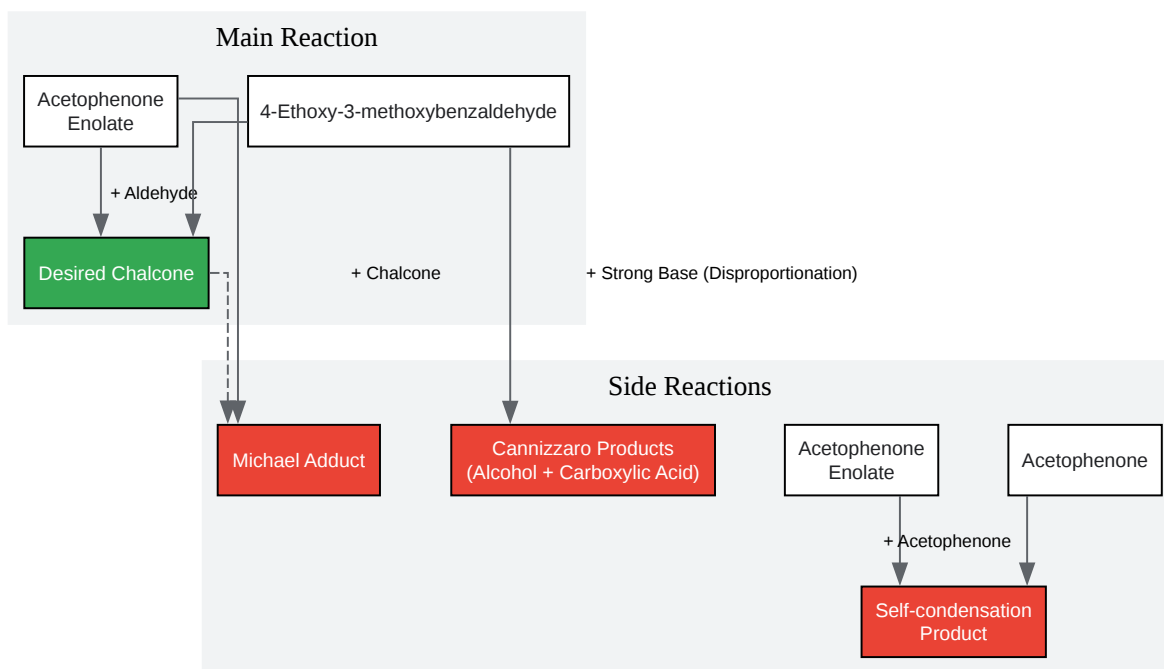 Main Reaction
Acetophenone
Enolate
4-Ethoxy-3-methoxybenzaldehyde
+ Aldehyde
Desired Chalcone
+ Chalcone
+ Strong Base (Disproportionation)
Side Reactions
Michael Adduct
Cannizzaro Products
(Alcohol + Carboxylic Acid)
Acetophenone
Enolate
Acetophenone
+ Acetophenone
Self-condensation
Product